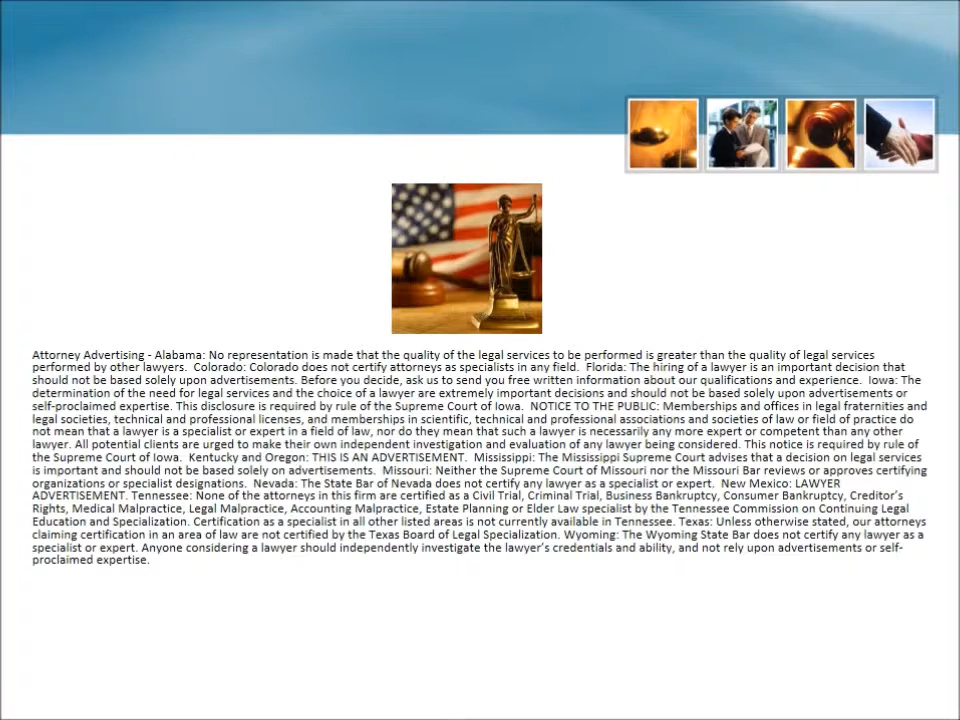 Attorney Advertising - Alabama: No representation is made that the quality of the legal services to be performed is greater than the quality of legal services
performed by other lawyers.  Colorado: Colorado does not certify attorneys as specialists in any field.  Florida: The hiring of a lawyer is an important decision that
should not be based solely upon advertisements. Before you decide, ask us to send you free written information about our qualifications and experience.  Iowa: The
determination of the need for legal services and the choice of a lawyer are extremely important decisions and should not be based solely upon advertisements or
self-proclaimed expertise. This disclosure is required by rule of the Supreme Court of Iowa.  NOTICE TO THE PUBLIC: Memberships and offices in legal fraternities and
legal societies, technical and professional licenses, and memberships in scientific, technical and professional associations and societies of law or field of practice do
not mean that a lawyer is a specialist or expert in a field of law, nor do they mean that such a lawyer is necessarily any more expert or competent than any other
lawyer. All potential clients are urged to make their own independent investigation and evaluation of any lawyer being considered. This notice is required by rule of
the Supreme Court of Iowa.  Kentucky and Oregon: THIS IS AN ADVERTISEMENT.  Mississippi: The Mississippi Supreme Court advises that a decision on legal services
is important and should not be based solely on advertisements.  Missouri: Neither the Supreme Court of Missouri nor the Missouri Bar reviews or approves certifying
organizations or specialist designations.  Nevada: The State Bar of Nevada does not certify any lawyer as a specialist or expert.  New Mexico: LAWYER
ADVERTISEMENT. Tennessee: None of the attorneys in this firm are certified as a Civil Trial, Criminal Trial, Business Bankruptcy, Consumer Bankruptcy, Creditor's
Rights, Medical Malpractice, Legal Malpractice, Accounting Malpractice, Estate Planning or Elder Law specialist by the Tennessee Commission on Continuing Legal
Education and Specialization. Certification as a specialist in all other listed areas is not currently available in Tennessee. Texas: Unless otherwise stated, our attorneys
claiming certification in an area of law are not certified by the Texas Board of Legal Specialization. Wyoming: The Wyoming State Bar does not certify any lawyer as a
specialist or expert. Anyone considering a lawyer should independently investigate the lawyer's credentials and ability, and not rely upon advertisements or self-
proclaimed expertise.